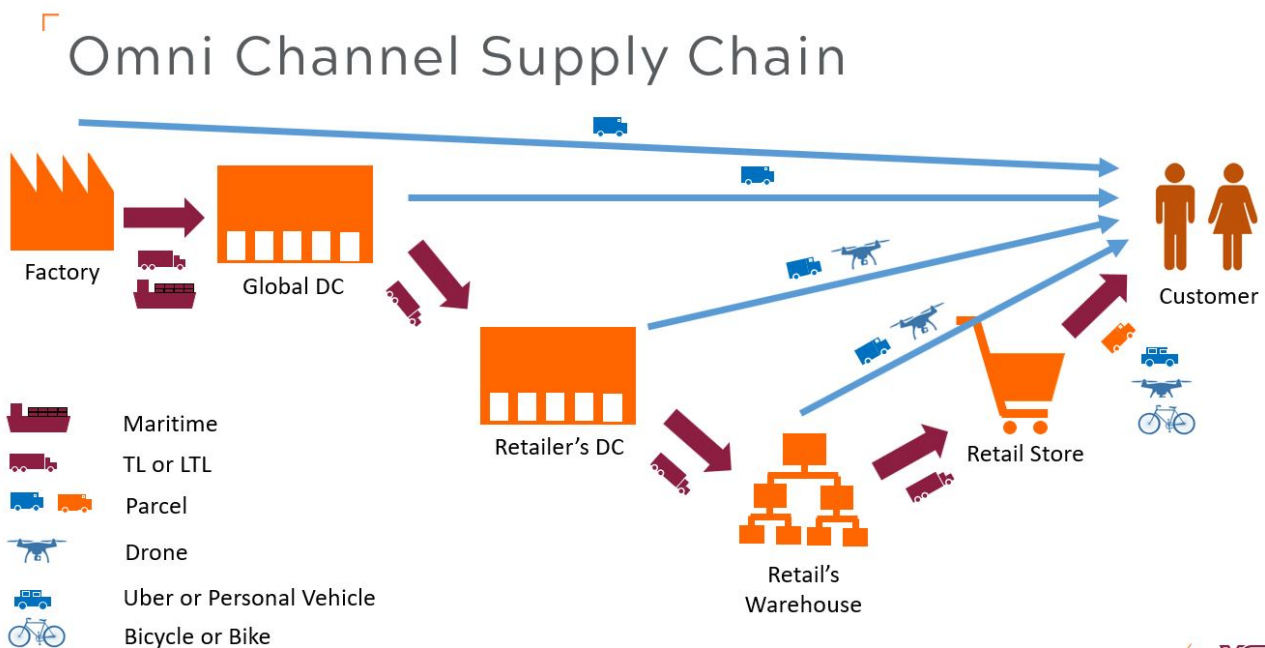 Omni Channel Supply Chain
Factory
Global DC
Customer
Retailer's DC
Retail Store
Retail's
Warehouse
Maritime
TL or LTL
Parcel
Drone
Uber or Personal Vehicle
Bicycle or Bike